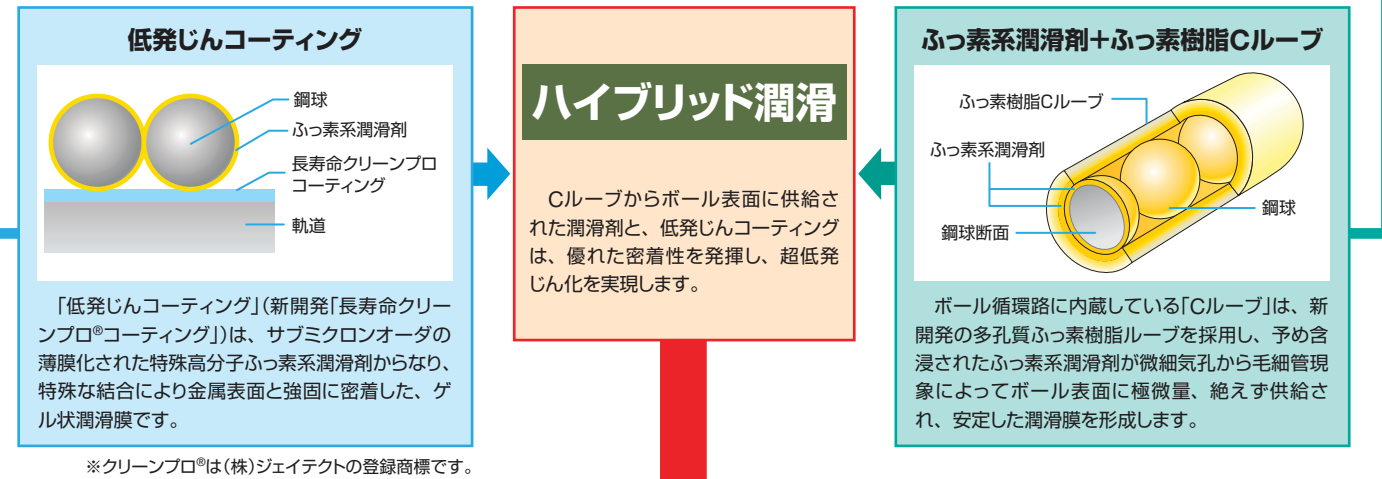 低発じんコーティング
鋼球
ふっ素系潤滑剤
長寿命クリーンプロ
コーティング
軌道
「低発じんコーティング」(新開発「長寿命クリー
ンプロ®コーティング」)は、サブミクロンオーダの
薄膜化された特殊高分子ふっ素系潤滑剤からなり、
特殊な結合により金属表面と強固に密着した、ゲ
ル状潤滑膜です。
※クリーンプロ®は(株)ジェイテクトの登録商標です。
ハイブリッド潤滑
Cルーブからボール表面に供給さ
れた潤滑剤と、低発じんコーティング
は、優れた密着性を発揮し、超低発
じん化を実現します。
ふっ素系潤滑剤+ふっ素樹脂Cルーブ
ふっ素樹脂Cルーブ
ふっ素系潤滑剤
鋼球
鋼球断面
ボール循環路に内蔵している「Cルーブ」は、新
開発の多孔質ふっ素樹脂ルーブを採用し、予め含
浸されたふっ素系潤滑剤が微細気孔から毛細管現
象によってボール表面に極微量、絶えず供給さ
れ、安定した潤滑膜を形成します。